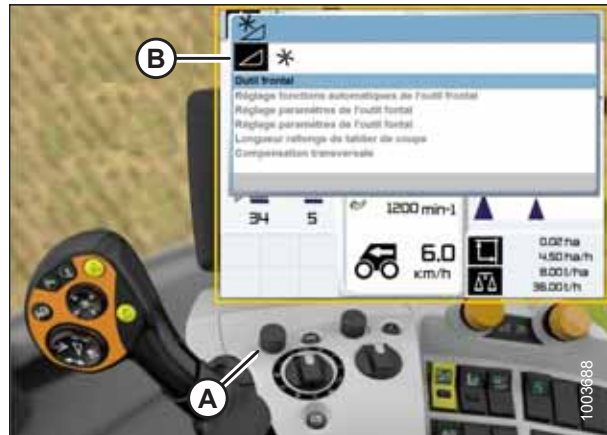 B
Outil frontal
Réglage fonctions automatiques de l'outil frontal
Réglage paramètres de l'outil fontal
Réglage paramètres de l'outil fontal
Longueur rallonge de tablier de coupe
Compensation transversale
34
5
1200 min-1
6.0
km/h
0.02 ha
4.50 ha/h
8.00 l/ha
36.00 l/h
A
1003688